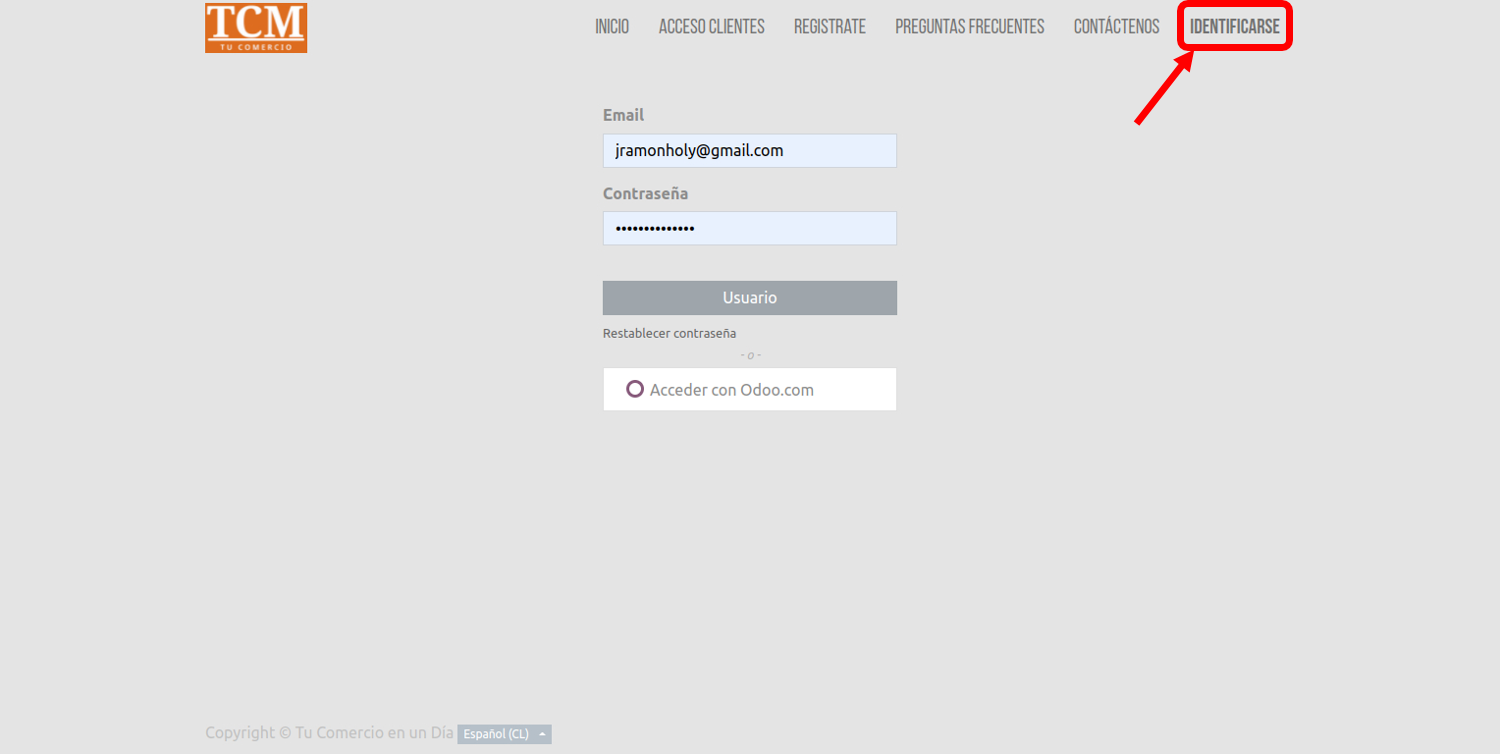 TCM
TU COMERCIO
INICIO ACCESO CLIENTES REGISTRATE PREGUNTAS FRECUENTES CONTÁCTENOS IDENTIFICARSE
Email
jramonholy@gmail.com
Contraseña
••••••••••••••
Usuario
Restablecer contraseña
- o -
Acceder con Odoo.com
Copyright © Tu Comercio en un Día Español (CL)